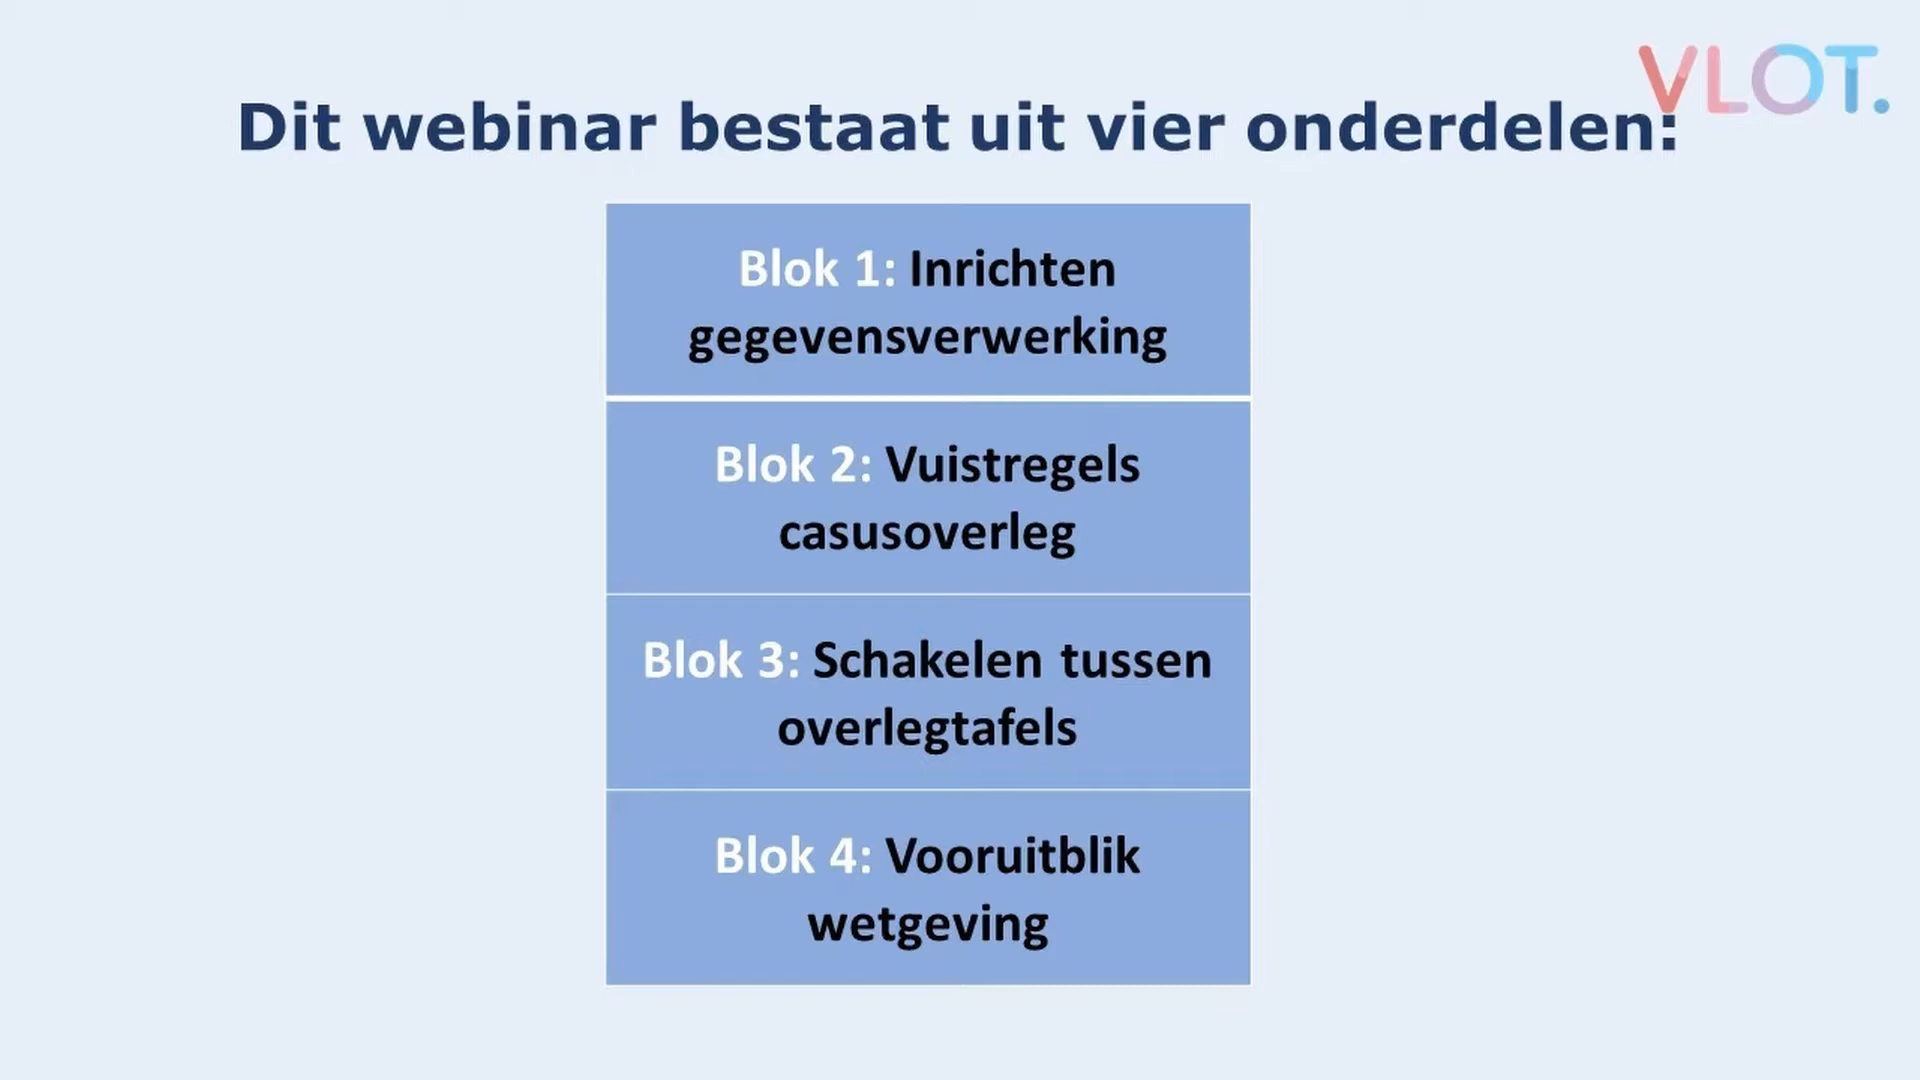 VLOT.
Dit webinar bestaat uit vier onderdelen:
Blok 1: Inrichten
gegevensverwerking
Blok 2: Vuistregels
casusoverleg
Blok 3: Schakelen tussen
overlegtafels
Blok 4: Vooruitblik
wetgeving